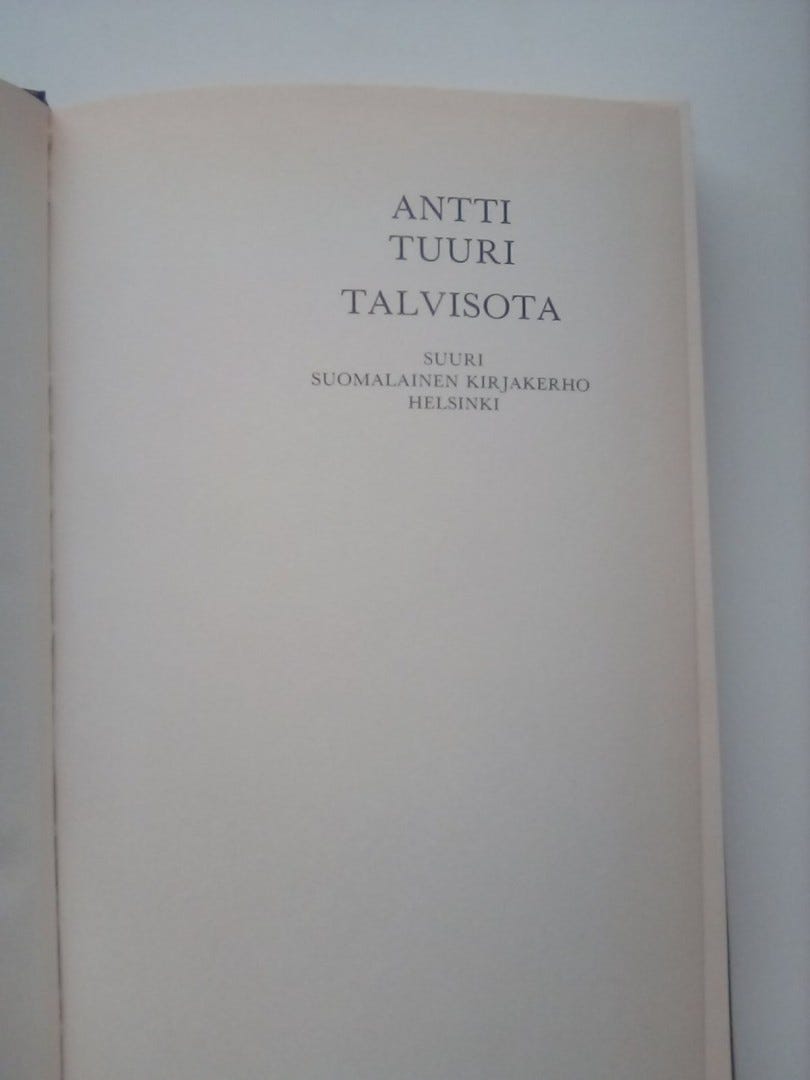 ANTTI
TUURI
TALVISOTA
SUURI
SUOMALAINEN KIRJAKERHO
HELSINKI